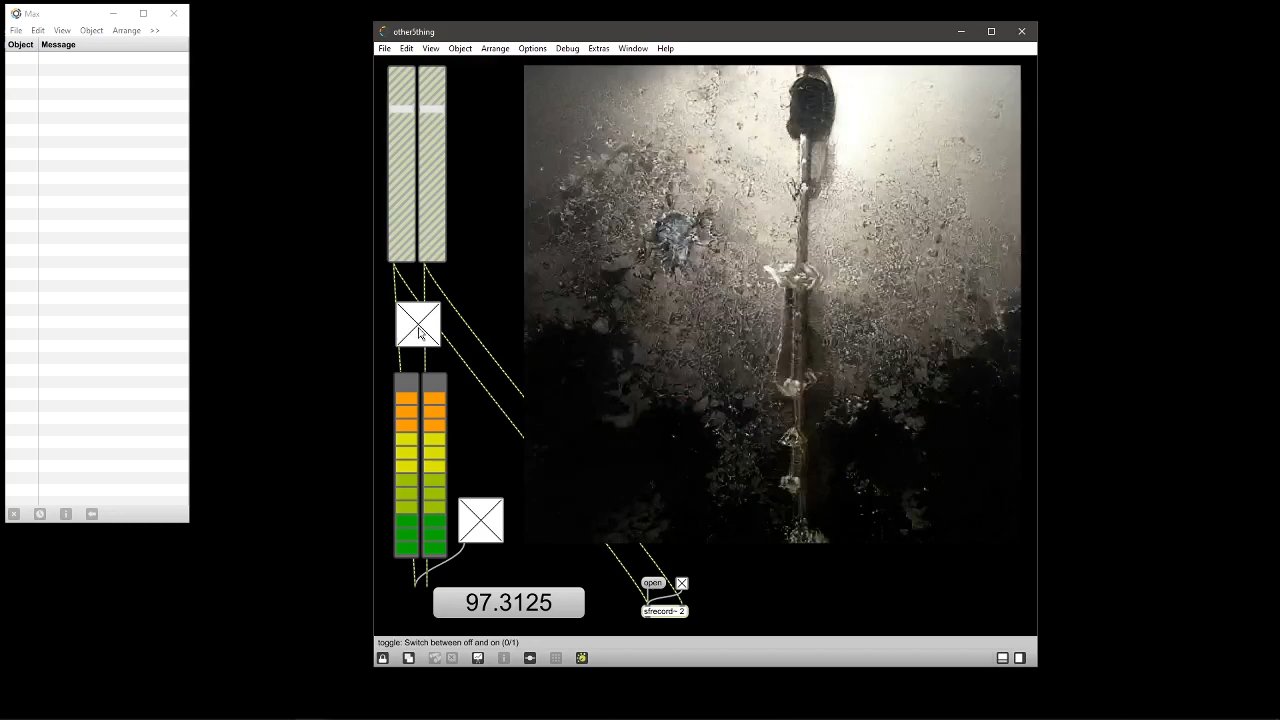 Max
File Edit View Object Arrange >>
Object Message
other5thing
File Edit View Object Arrange Options Debug Extras Window Help
97.3125
open
sfrecord~ 2
toggle: Switch between off and on (0/1)